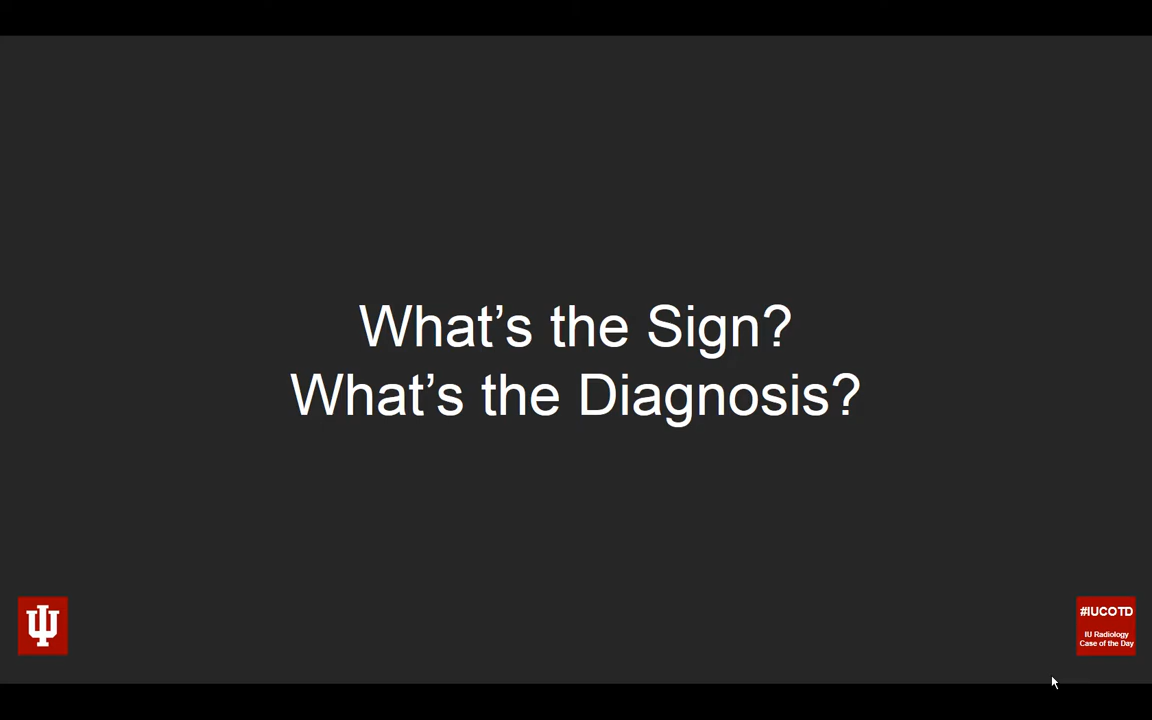 What's the Sign?
What's the Diagnosis?
#IUCOTD
IU Radiology
Case of the Day